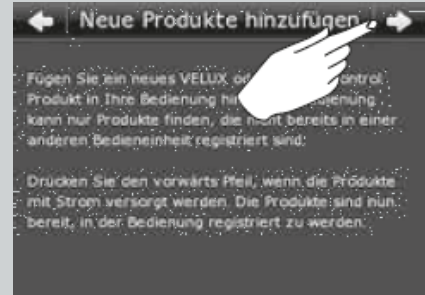 Neue Produkte hinzufügen
Fügen Sie ein neues VELUX control
Produkt in Ihre Bedienung
kann nur Produkte finden, die nicht bereits in einer
anderen Bedieneinheit registriert sind.
Drücken Sie den vorwärts Pfeil, wenn die Produkte
mit Strom versorgt werden. Die Produkte sind nun
bereit, in der Bedienung registriert zu werden.